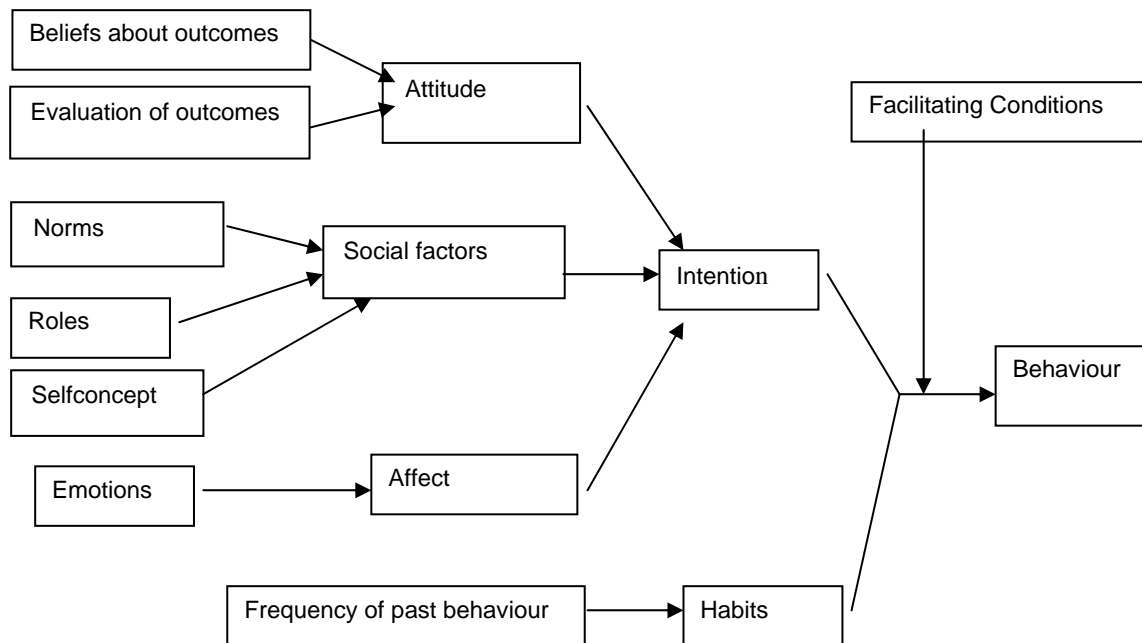 Beliefs about outcomes
Evaluation of outcomes
Attitude
Facilitating Conditions
Norms
Roles
Selfconcept
Social factors
Intention
Behaviour
Emotions
Affect
Frequency of past behaviour
Habits